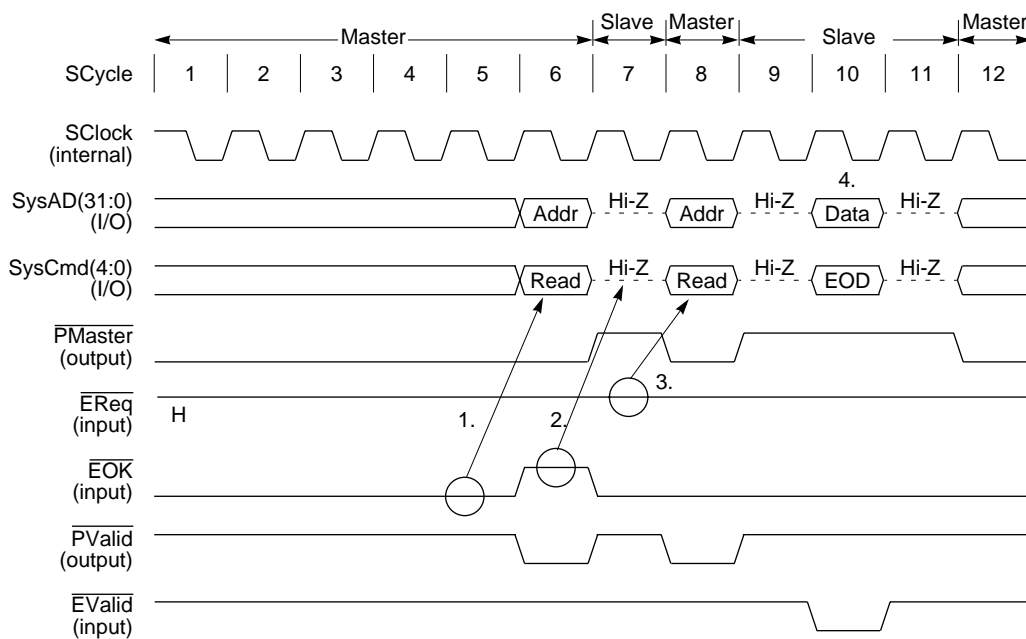 Slave Master
Master Slave Master
SCycle 1 2 3 4 5 6 7 8 9 10 11 12
SClock
(internal)
4.
SysAD(31:0)
(I/O)
Addr Hi-Z Addr Hi-Z Data Hi-Z
SysCmd(4:0)
(I/O)
Read Hi-Z Read Hi-Z EOD Hi-Z
PMaster
(output)
3.
EReq
(input)
H
1. 2.
EOK
(input)
PValid
(output)
EValid
(input)